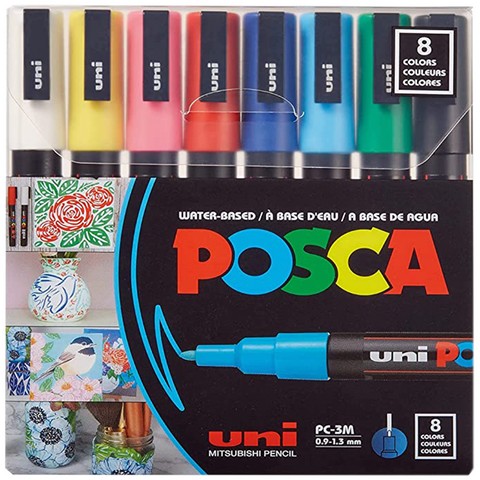 uni uni uni uni uni uni uni
8
COLORS
COULEURS
COLORES
WATER-BASED / À BASE D'EAU / A BASE DE AGUA
POSCA
uni PO
uni
MITSUBISHI PENCIL
PC-3M
0.9-1.3 mm
8
COLORS
COULEURS
COLORES